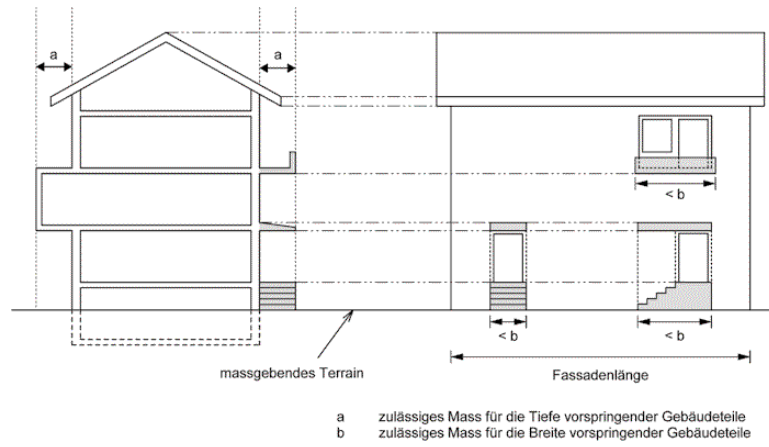 a
a
< b
< b
< b
massgebendes Terrain
Fassadenlänge
a zulässiges Mass für die Tiefe vorspringender Gebäudeteile
b zulässiges Mass für die Breite vorspringender Gebäudeteile